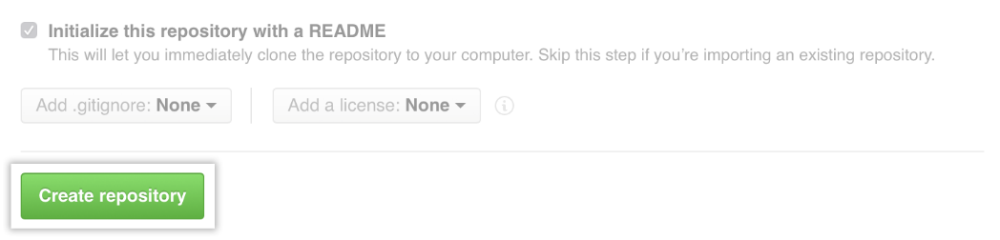 Initialize this repository with a README
This will let you immediately clone the repository to your computer. Skip this step if you’re importing an existing repository.
Add .gitignore: None Add a license: None
Create repository